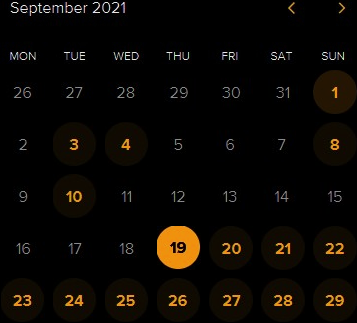 September 2021
MON TUE WED THU FRI SAT SUN
26 27 28 29 30 31 1
2 3 4 5 6 7 8
9 10 11 12 13 14 15
16 17 18 19 20 21 22
23 24 25 26 27 28 29